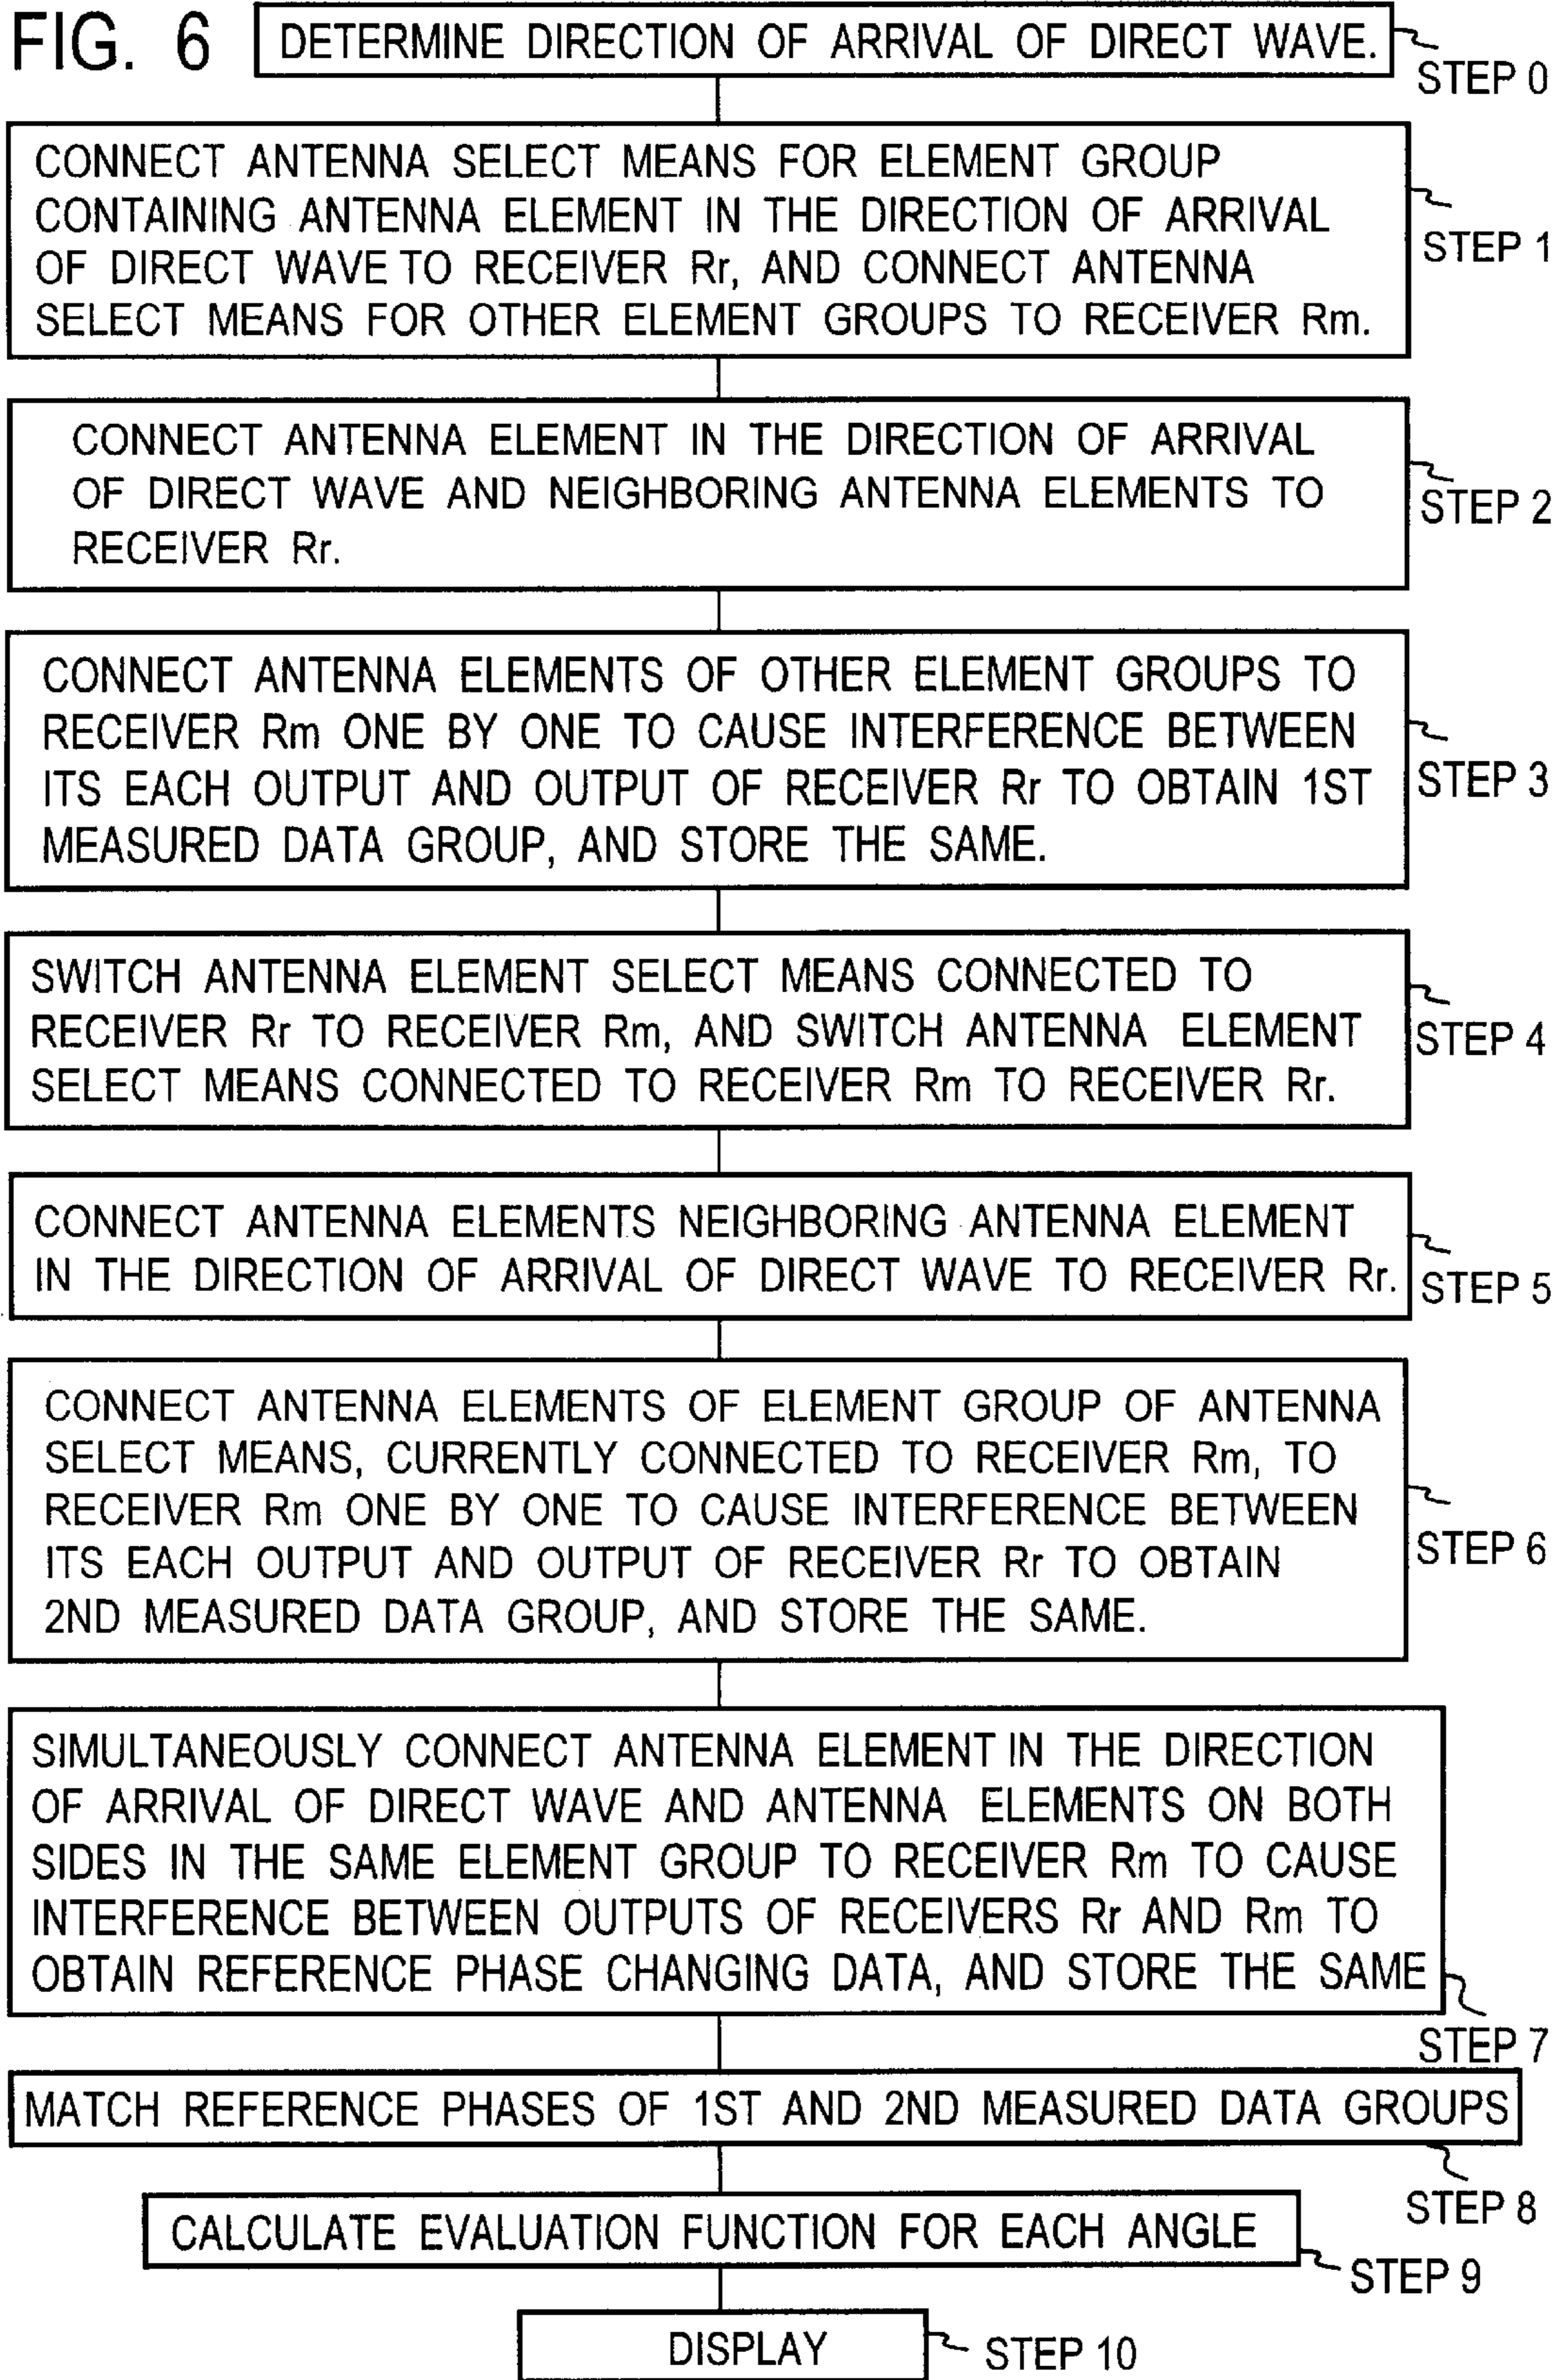 FIG. 6
DETERMINE DIRECTION OF ARRIVAL OF DIRECT WAVE.
STEP 0
CONNECT ANTENNA SELECT MEANS FOR ELEMENT GROUP
CONTAINING ANTENNA ELEMENT IN THE DIRECTION OF ARRIVAL
OF DIRECT WAVE TO RECEIVER Rr, AND CONNECT ANTENNA
SELECT MEANS FOR OTHER ELEMENT GROUPS TO RECEIVER Rm.
STEP 1
CONNECT ANTENNA ELEMENT IN THE DIRECTION OF ARRIVAL
OF DIRECT WAVE AND NEIGHBORING ANTENNA ELEMENTS TO
RECEIVER Rr.
STEP 2
CONNECT ANTENNA ELEMENTS OF OTHER ELEMENT GROUPS TO
RECEIVER Rm ONE BY ONE TO CAUSE INTERFERENCE BETWEEN
ITS EACH OUTPUT AND OUTPUT OF RECEIVER Rr TO OBTAIN 1ST
MEASURED DATA GROUP, AND STORE THE SAME.
STEP 3
SWITCH ANTENNA ELEMENT SELECT MEANS CONNECTED TO
RECEIVER Rr TO RECEIVER Rm, AND SWITCH ANTENNA ELEMENT
SELECT MEANS CONNECTED TO RECEIVER Rm TO RECEIVER Rr.
STEP 4
CONNECT ANTENNA ELEMENTS NEIGHBORING ANTENNA ELEMENT
IN THE DIRECTION OF ARRIVAL OF DIRECT WAVE TO RECEIVER Rr.
STEP 5
CONNECT ANTENNA ELEMENTS OF ELEMENT GROUP OF ANTENNA
SELECT MEANS, CURRENTLY CONNECTED TO RECEIVER Rm, TO
RECEIVER Rm ONE BY ONE TO CAUSE INTERFERENCE BETWEEN
ITS EACH OUTPUT AND OUTPUT OF RECEIVER Rr TO OBTAIN
2ND MEASURED DATA GROUP, AND STORE THE SAME.
STEP 6
SIMULTANEOUSLY CONNECT ANTENNA ELEMENT IN THE DIRECTION
OF ARRIVAL OF DIRECT WAVE AND ANTENNA ELEMENTS ON BOTH
SIDES IN THE SAME ELEMENT GROUP TO RECEIVER Rm TO CAUSE
INTERFERENCE BETWEEN OUTPUTS OF RECEIVERS Rr AND Rm TO
OBTAIN REFERENCE PHASE CHANGING DATA, AND STORE THE SAME
STEP 7
MATCH REFERENCE PHASES OF 1ST AND 2ND MEASURED DATA GROUPS
STEP 8
CALCULATE EVALUATION FUNCTION FOR EACH ANGLE
STEP 9
DISPLAY
STEP 10